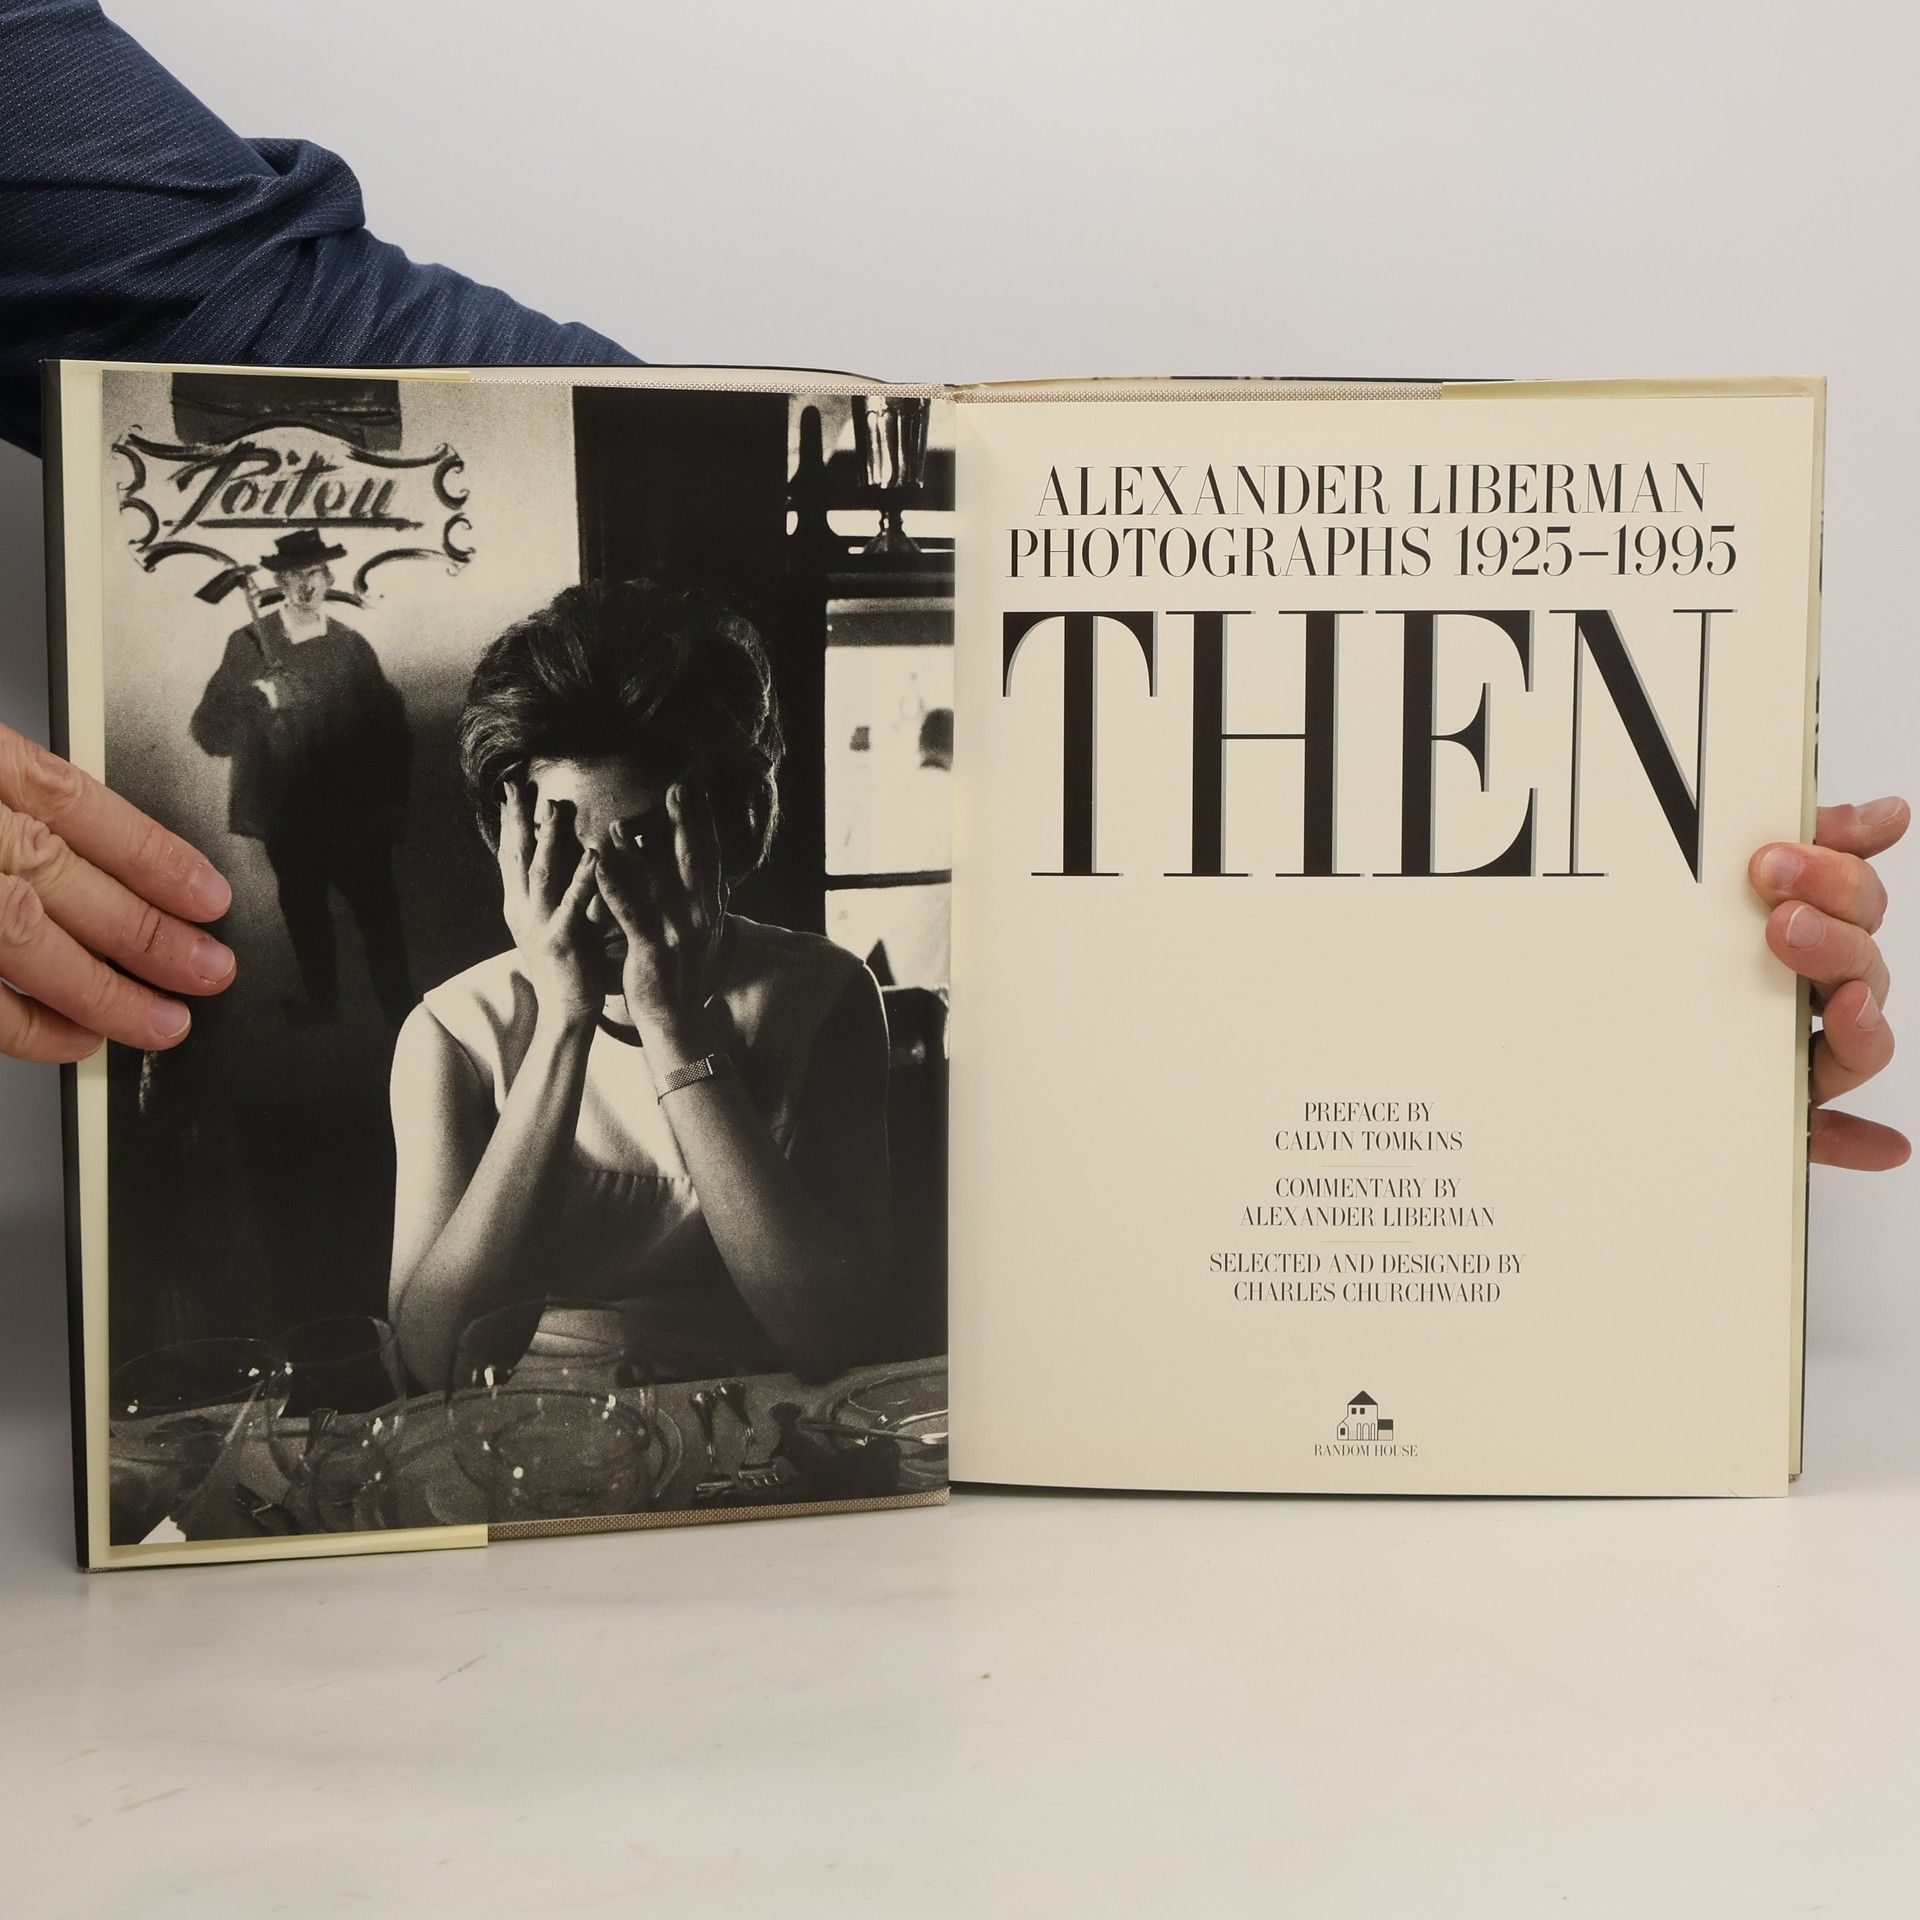 Poitou
ALEXANDER LIBERMAN
PHOTOGRAPHS 1925–1995
THEN
PREFACE BY
CALVIN TOMKINS
COMMENTARY BY
ALEXANDER LIBERMAN
SELECTED AND DESIGNED BY
CHARLES CHURCHWARD
RANDOM HOUSE